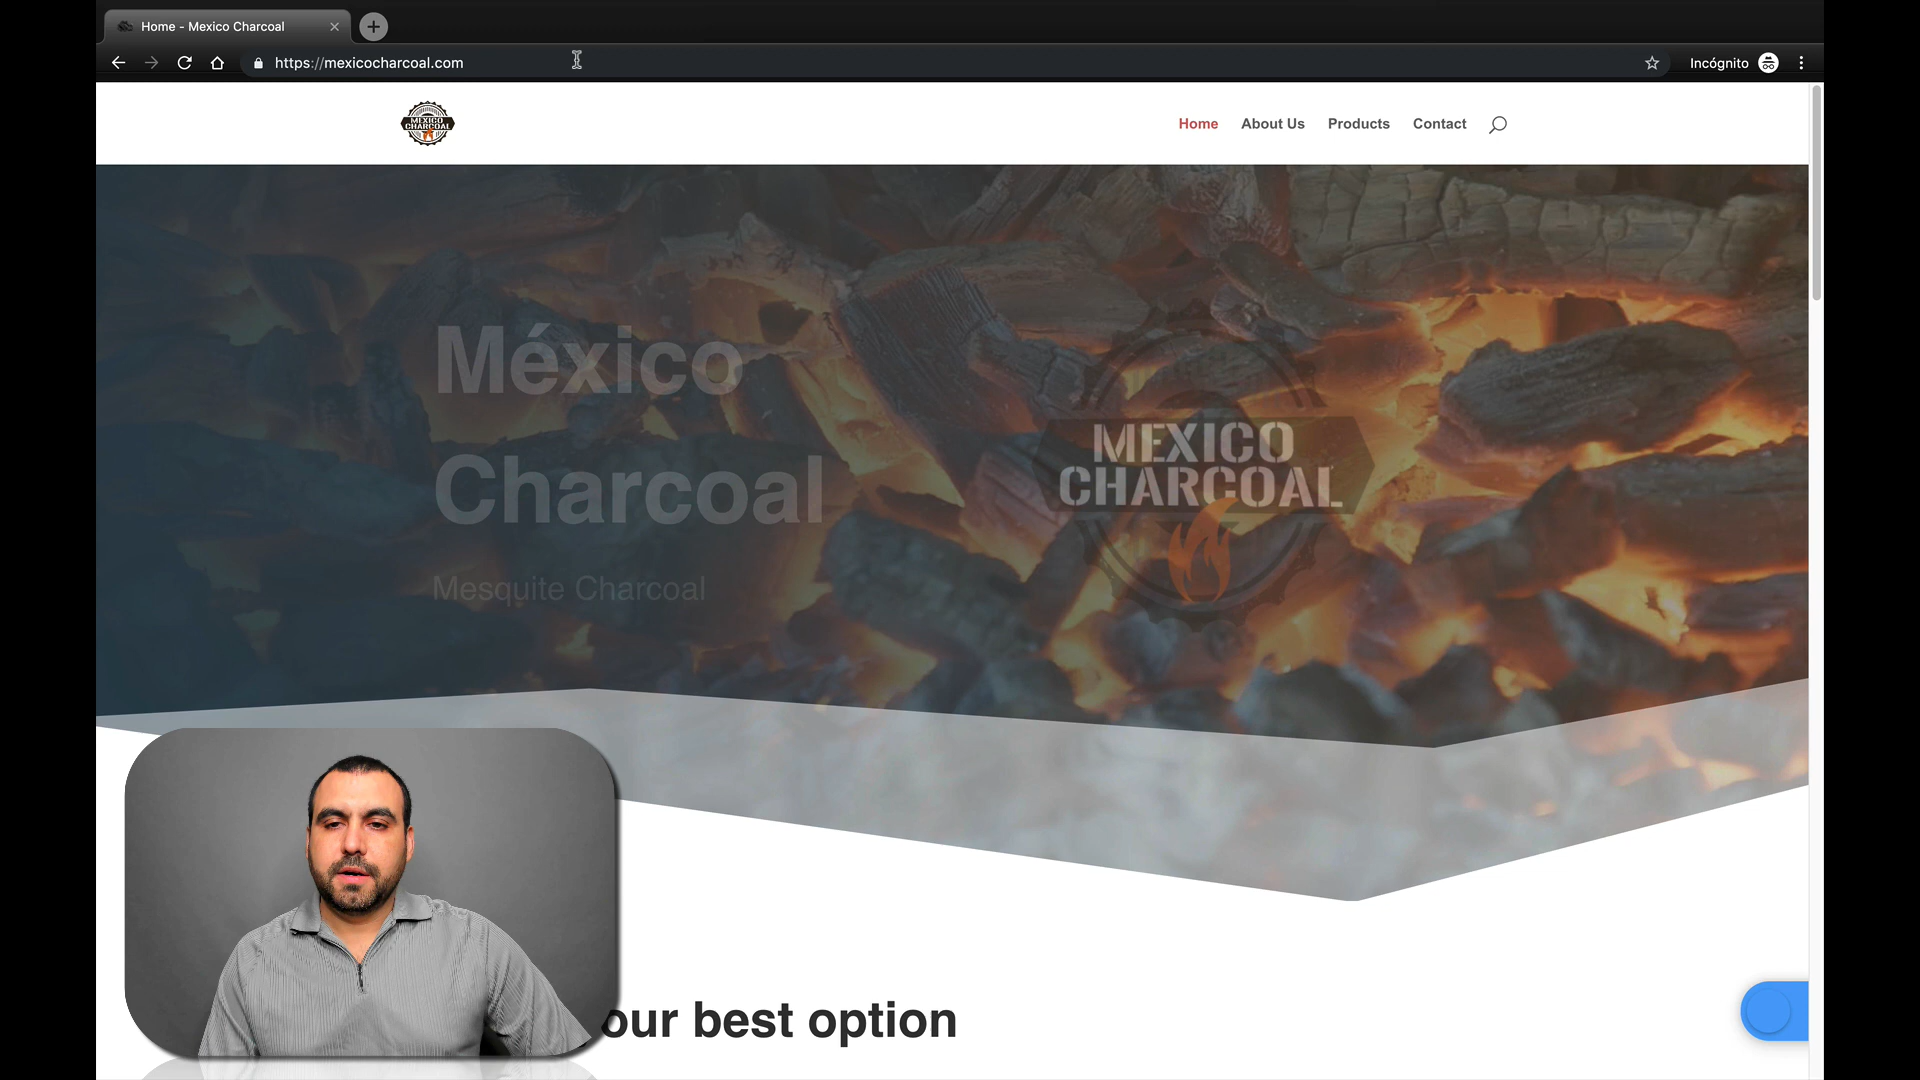 Home - Mexico Charcoal
https://mexicocharcoal.com
Incógnito
MEXICO
CHARCOAL
Home
About Us
Products
Contact
México
Charcoal
Mesquite Charcoal
MEXICO
CHARCOAL
our best option